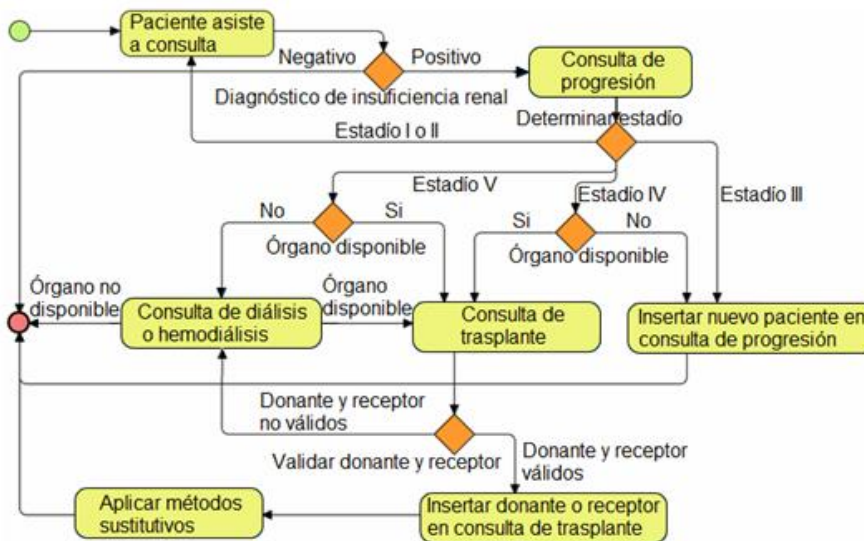 Paciente asiste
a consulta
Negativo
Positivo
Consulta de
progresión
Diagnóstico de insuficiencia renal
Determinar estadío
Estadío I o II
Estadío V
Estadío IV
Estadío III
No
Si
Si
No
Órgano disponible
Órgano disponible
Órgano no
disponible
Consulta de diálisis
o hemodiálisis
Órgano
disponible
Consulta de
trasplante
Insertar nuevo paciente en
consulta de progresión
Donante y receptor
no válidos
Validar donante y receptor
Donante y receptor
válidos
Aplicar métodos
sustitutivos
Insertar donante o receptor
en consulta de trasplante